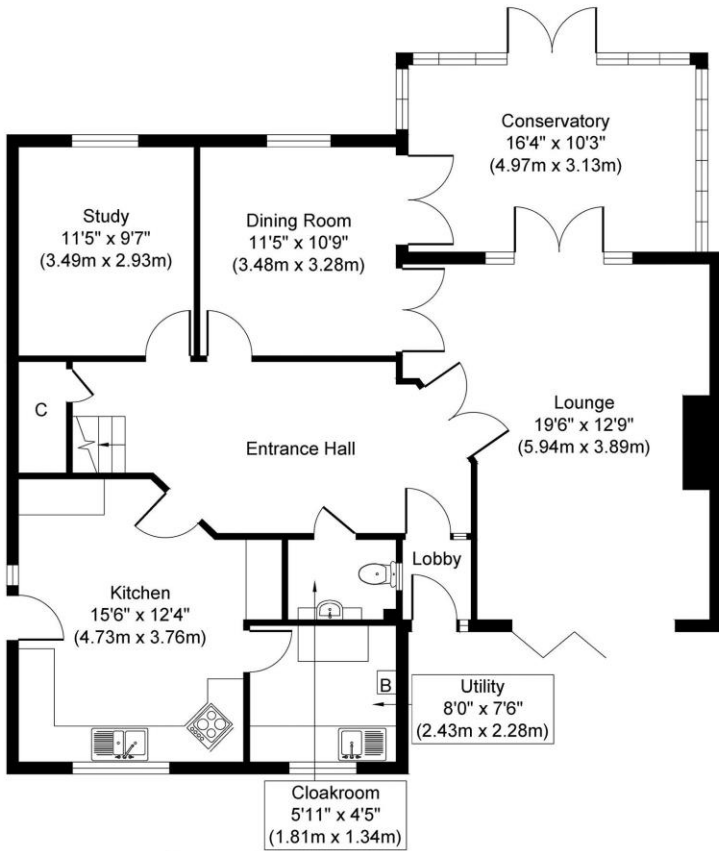 Conservatory
16'4" x 10'3"
(4.97m x 3.13m)
Study
11'5" x 9'7"
(3.49m x 2.93m)
Dining Room
11'5" x 10'9"
(3.48m x 3.28m)
Lounge
19'6" x 12'9"
(5.94m x 3.89m)
C
Entrance Hall
Lobby
Kitchen
15'6" x 12'4"
(4.73m x 3.76m)
B
Utility
8'0" x 7'6"
(2.43m x 2.28m)
Cloakroom
5'11" x 4'5"
(1.81m x 1.34m)